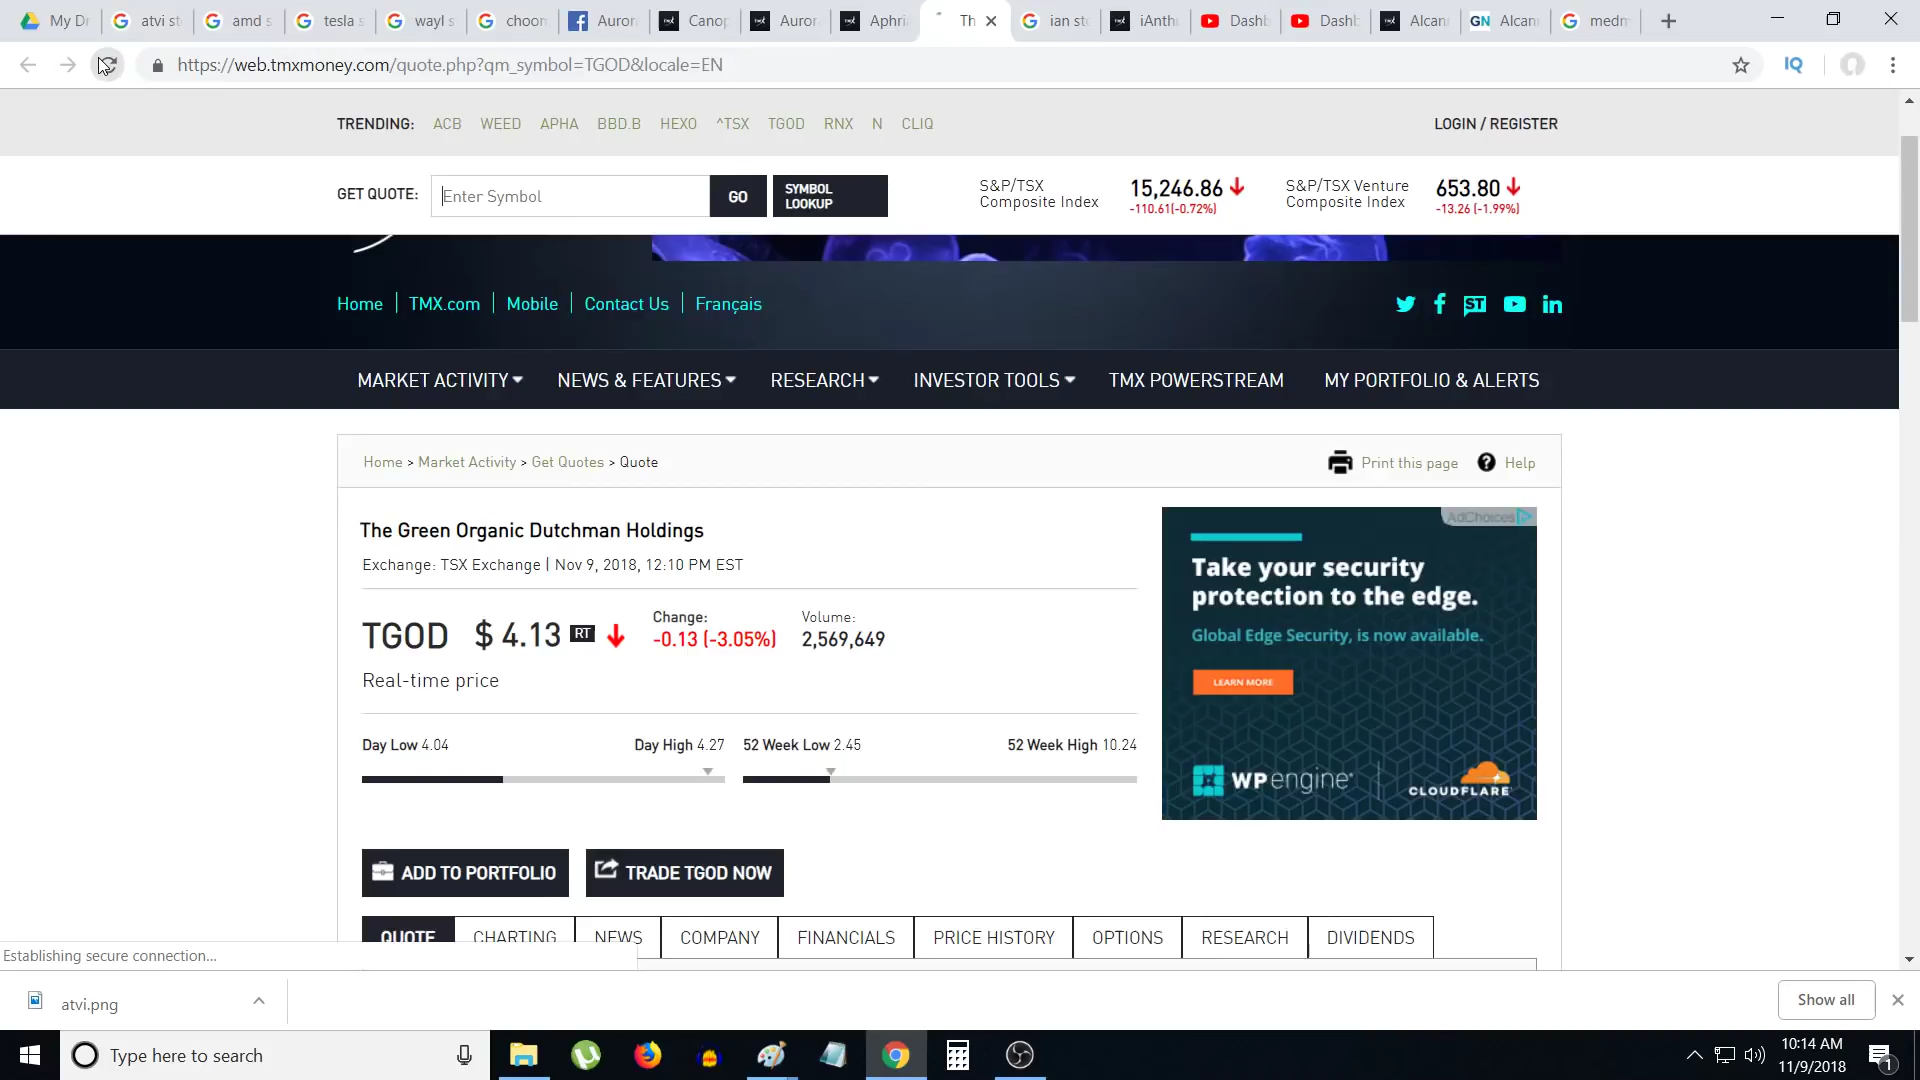 My Dr
atvi st
amd s
tesla s
wayl s
choom
Auror
Canop
Auror
Aphri
Th
ian sto
iAnth
Dashb
Dashb
Alcan
GN Alcan
medm
https://web.tmxmoney.com/quote.php?qm_symbol=TGOD&locale=EN
IQ
TRENDING: ACB WEED APHA BBD.B HEXO ^TSX TGOD RNX N CLIQ
LOGIN / REGISTER
GET QUOTE: Enter Symbol GO SYMBOL LOOKUP
S&P/TSX Composite Index 15,246.86 -110.61(-0.72%)
S&P/TSX Venture Composite Index 653.80 -13.26 (-1.99%)
Home TMX.com Mobile Contact Us Français
ST
MARKET ACTIVITY NEWS & FEATURES RESEARCH INVESTOR TOOLS TMX POWERSTREAM MY PORTFOLIO & ALERTS
Home > Market Activity > Get Quotes > Quote
Print this page Help
The Green Organic Dutchman Holdings
Exchange: TSX Exchange | Nov 9, 2018, 12:10 PM EST
TGOD $ 4.13 RT
Change: -0.13 (-3.05%)
Volume: 2,569,649
Real-time price
Day Low 4.04 Day High 4.27 52 Week Low 2.45 52 Week High 10.24
AdChoices
Take your security
protection to the edge.
Global Edge Security, is now available.
LEARN MORE
WP engine CLOUDFLARE
ADD TO PORTFOLIO TRADE TGOD NOW
QUOTE CHARTING NEWS COMPANY FINANCIALS PRICE HISTORY OPTIONS RESEARCH DIVIDENDS
Establishing secure connection...
atvi.png
Show all
Type here to search
10:14 AM
11/9/2018
1